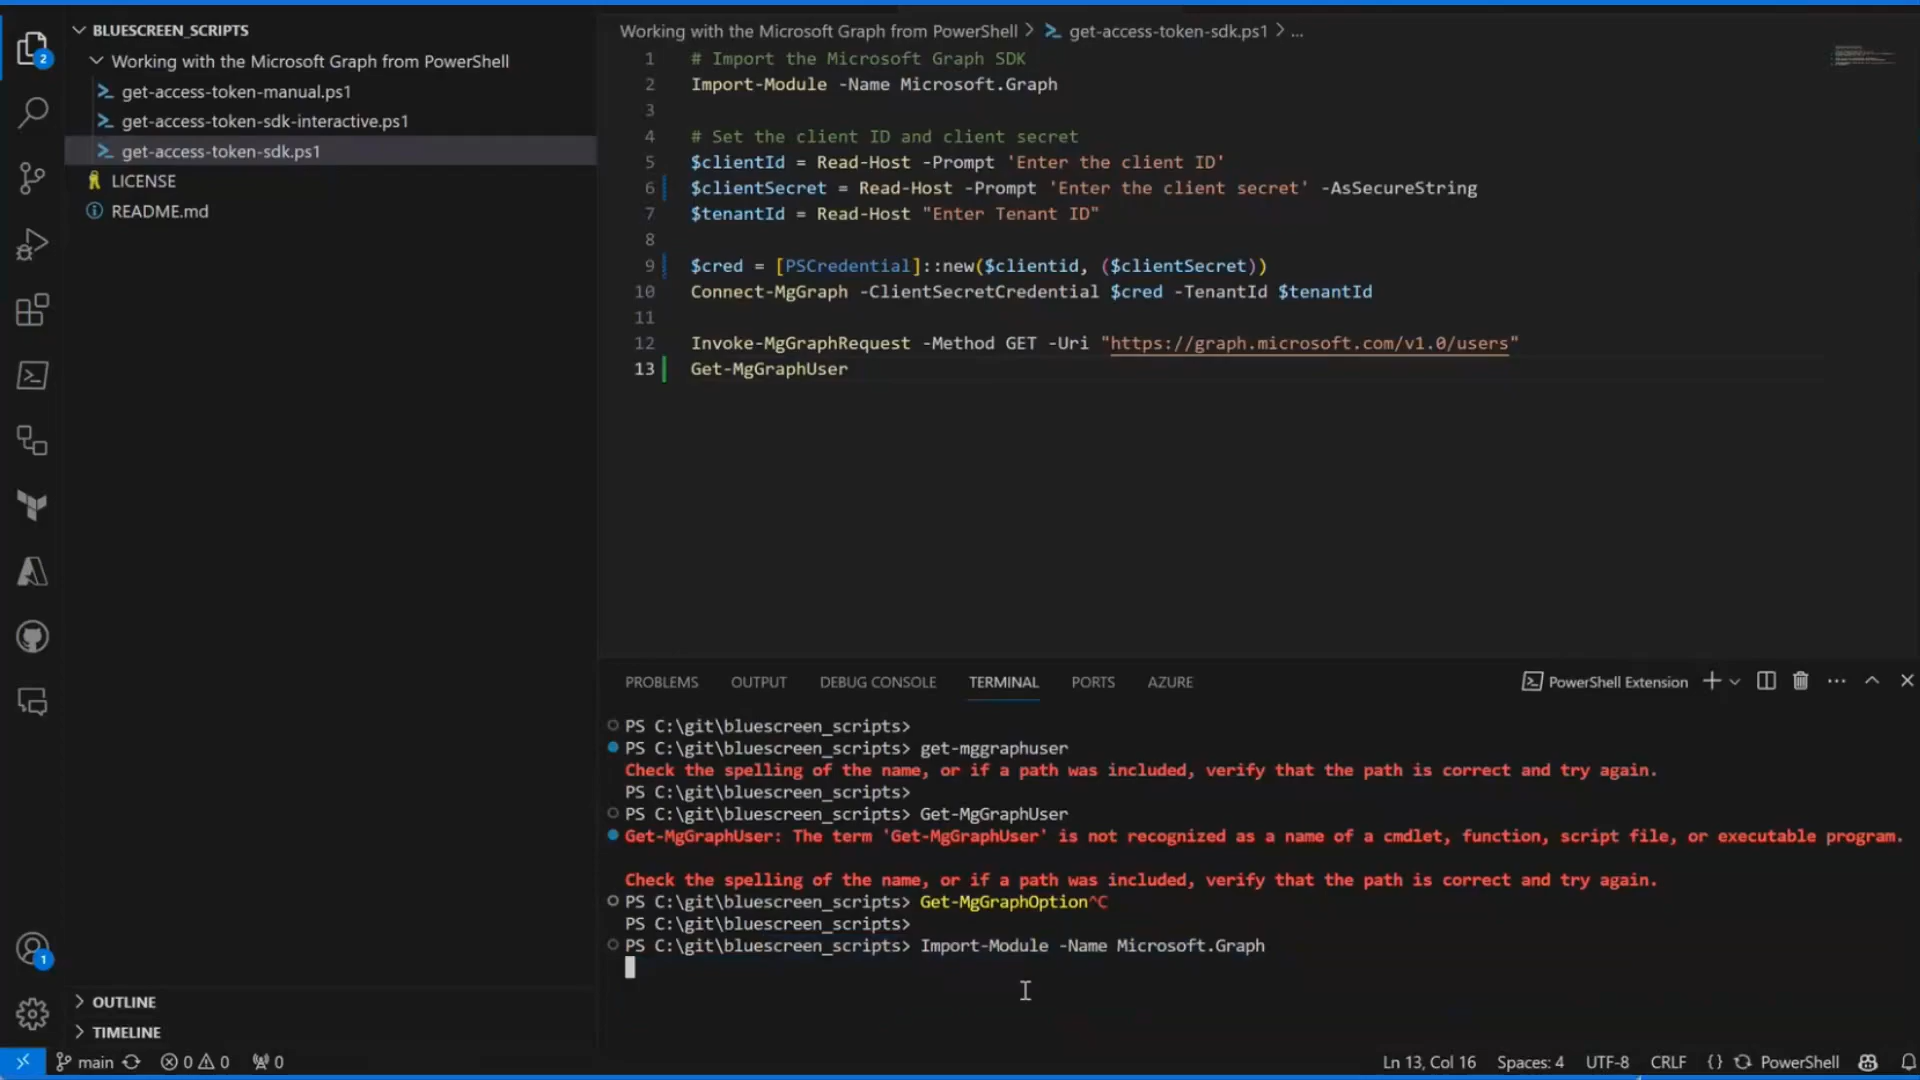 BLUESCREEN_SCRIPTS
Working with the Microsoft Graph from PowerShell
get-access-token-manual.ps1
get-access-token-sdk-interactive.ps1
get-access-token-sdk.ps1
LICENSE
README.md
2
1
OUTLINE
TIMELINE
Working with the Microsoft Graph from PowerShell > get-access-token-sdk.ps1 > ...
1 # Import the Microsoft Graph SDK
2 Import-Module -Name Microsoft.Graph
3
4 # Set the client ID and client secret
5 $clientId = Read-Host -Prompt 'Enter the client ID'
6 $clientSecret = Read-Host -Prompt 'Enter the client secret' -AsSecureString
7 $tenantId = Read-Host "Enter Tenant ID"
8
9 $cred = [PSCredential]::new($clientid, ($clientSecret))
10 Connect-MgGraph -ClientSecretCredential $cred -TenantId $tenantId
11
12 Invoke-MgGraphRequest -Method GET -Uri "https://graph.microsoft.com/v1.0/users"
13 Get-MgGraphUser
PROBLEMS OUTPUT DEBUG CONSOLE TERMINAL PORTS AZURE PowerShell Extension
PS C:\git\bluescreen_scripts>
PS C:\git\bluescreen_scripts> get-mggraphuser
Check the spelling of the name, or if a path was included, verify that the path is correct and try again.
PS C:\git\bluescreen_scripts>
PS C:\git\bluescreen_scripts> Get-MgGraphUser
Get-MgGraphUser: The term 'Get-MgGraphUser' is not recognized as a name of a cmdlet, function, script file, or executable program.
Check the spelling of the name, or if a path was included, verify that the path is correct and try again.
PS C:\git\bluescreen_scripts> Get-MgGraphOption^C
PS C:\git\bluescreen_scripts>
PS C:\git\bluescreen_scripts> Import-Module -Name Microsoft.Graph
main 0 0 0 Ln 13, Col 16 Spaces: 4 UTF-8 CRLF {} PowerShell